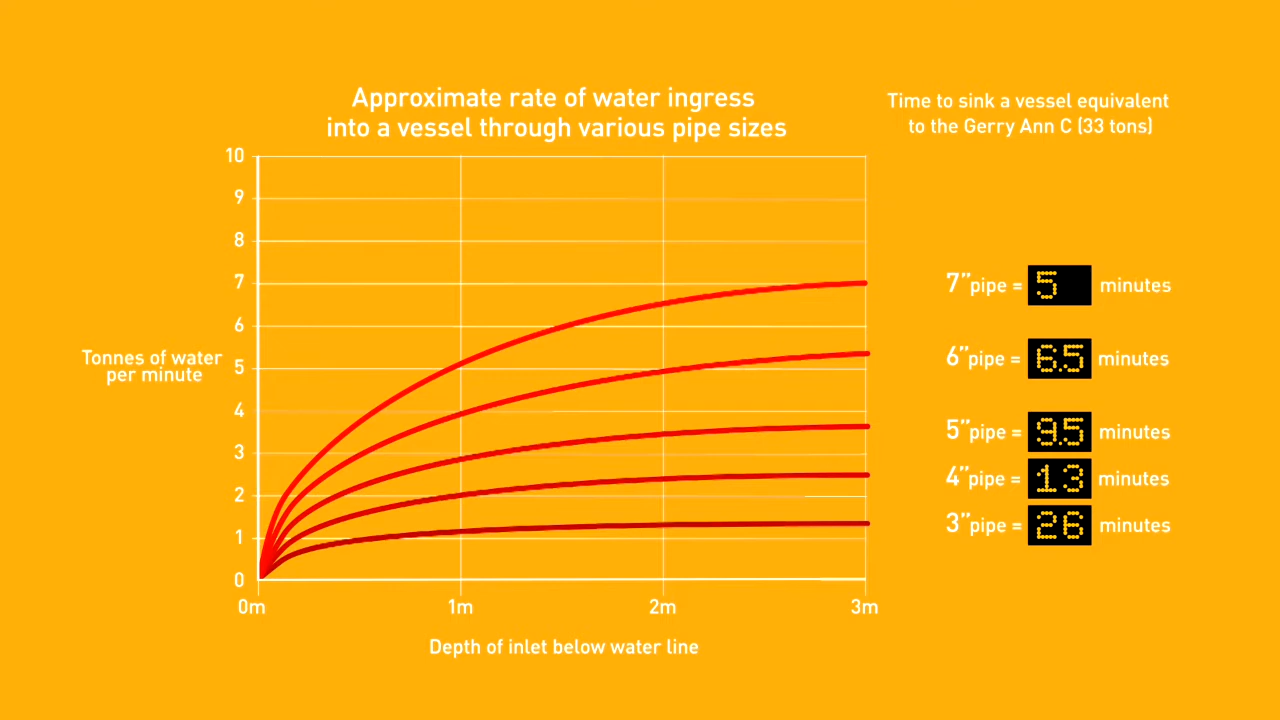 Approximate rate of water ingress
into a vessel through various pipe sizes
Time to sink a vessel equivalent
to the Gerry Ann C (33 tons)
10
9
8
7
6
5
4
3
2
1
0
Tonnes of water
per minute
0m 1m 2m 3m
Depth of inlet below water line
7” pipe = 5 minutes
6” pipe = 6.5 minutes
5” pipe = 9.5 minutes
4” pipe = 13 minutes
3” pipe = 26 minutes